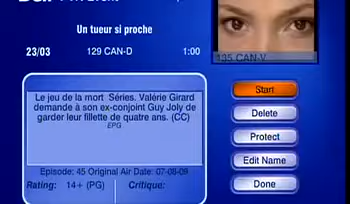 Un tueur si proche
23/03 129 CAN-D 1:00
135 CAN-V
Le jeu de la mort Séries. Valérie Girard
demande à son ex-conjoint Guy Joly de
garder leur fillette de quatre ans. (CC)
EPG
Episode: 45 Original Air Date: 07-08-09
Rating: 14+ (PG) Critique:
Start
Delete
Protect
Edit Name
Done